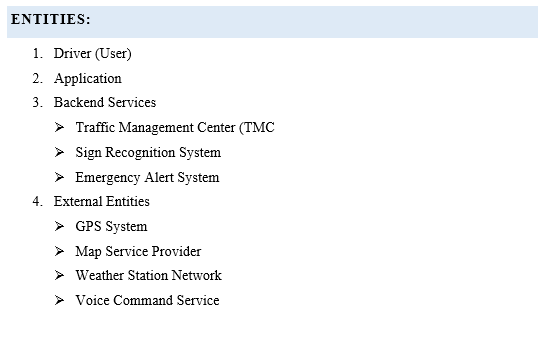 ENTITIES:
1. Driver (User)
2. Application
3. Backend Services
➢ Traffic Management Center (TMC
➢ Sign Recognition System
➢ Emergency Alert System
4. External Entities
➢ GPS System
➢ Map Service Provider
➢ Weather Station Network
➢ Voice Command Service